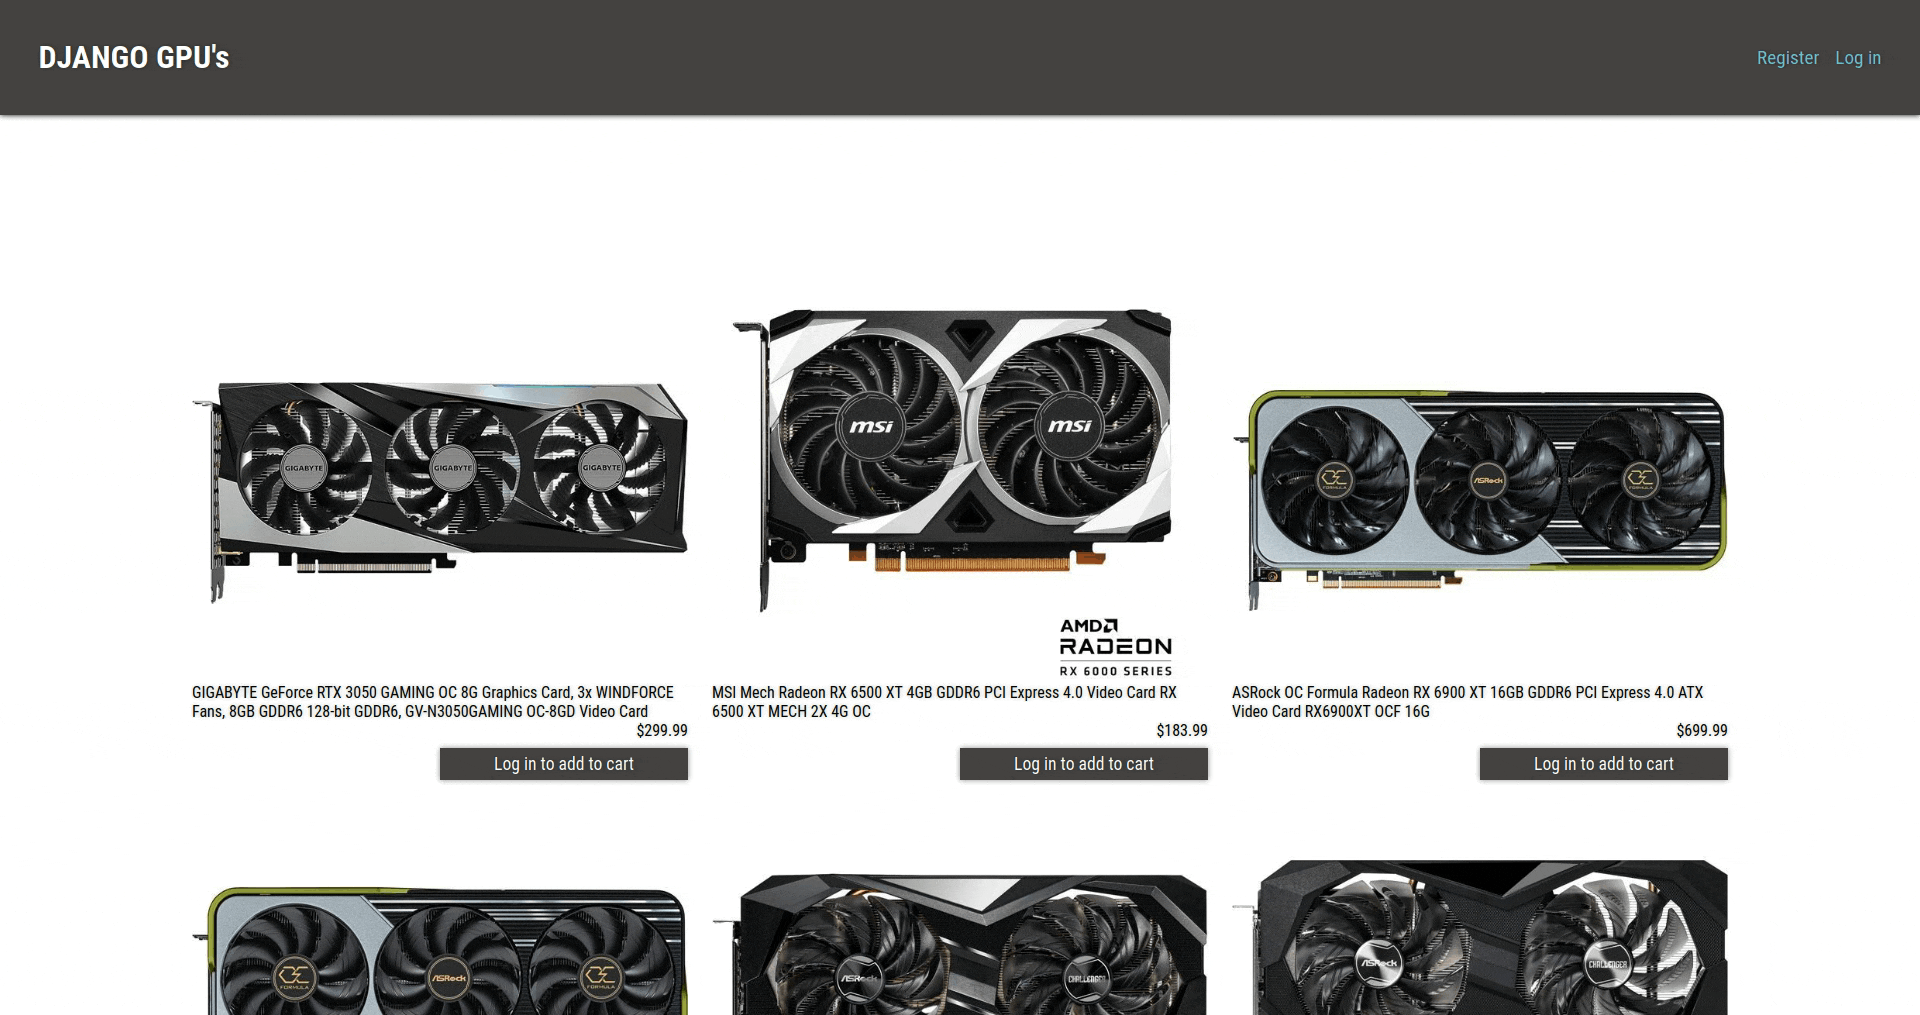 DJANGO GPU's
Register Log in
GIGABYTE
GIGABYTE
GIGABYTE
msi
msi
FORMULA
ASRock
FORMULA
AMD
RADEON
RX 6000 SERIES
GIGABYTE GeForce RTX 3050 GAMING OC 8G Graphics Card, 3x WINDFORCE
Fans, 8GB GDDR6 128-bit GDDR6, GV-N3050GAMING OC-8GD Video Card
$299.99
Log in to add to cart
MSI Mech Radeon RX 6500 XT 4GB GDDR6 PCI Express 4.0 Video Card RX
6500 XT MECH 2X 4G OC
$183.99
Log in to add to cart
ASRock OC Formula Radeon RX 6900 XT 16GB GDDR6 PCI Express 4.0 ATX
Video Card RX6900XT OCF 16G
$699.99
Log in to add to cart
FORMULA
ASRock
FORMULA
ASRock
CHALLENGER
ASRock
CHALLENGER